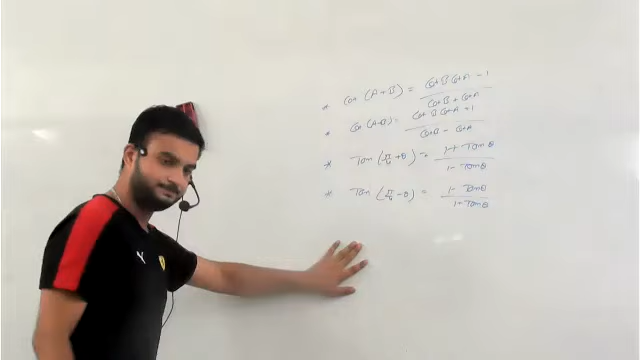 * Cot (A+B) = Cot B Cot A - 1 / Cot B + Cot A
* Cot (A-B) = Cot B Cot A + 1 / Cot B - Cot A
* Tan (π/4 + θ) = 1 + Tan θ / 1 - Tan θ
* Tan (π/4 - θ) = 1 - Tan θ / 1 + Tan θ